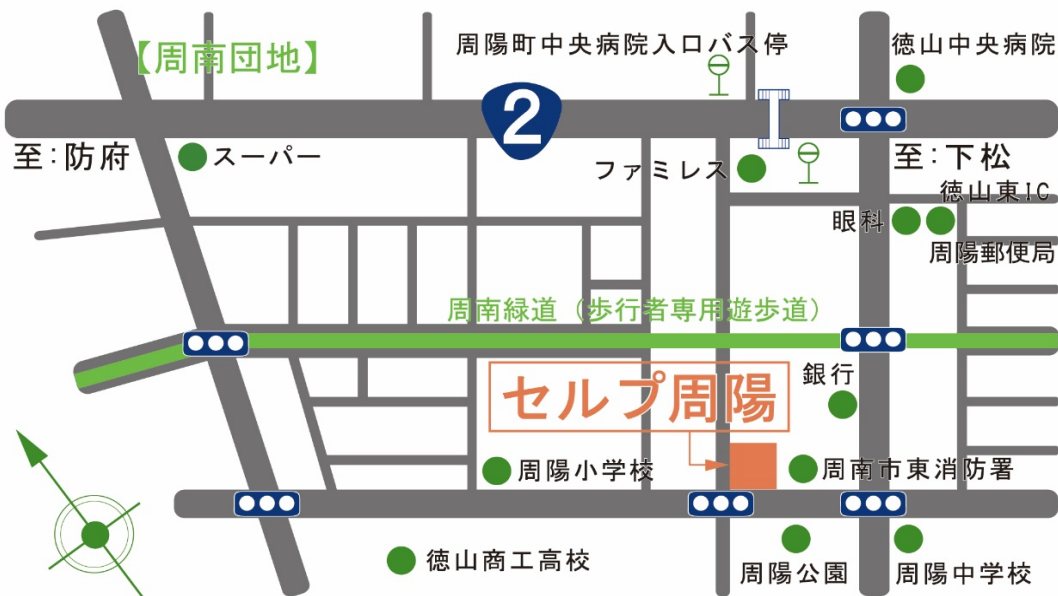 周陽町中央病院入口バス停
徳山中央病院
【周南団地】
2
至:防府
スーパー
ファミレス
至:下松
徳山東IC
眼科
周陽郵便局
周南緑道(歩行者専用遊歩道)
銀行
セルプ周陽
周陽小学校
周南市東消防署
徳山商工高校
周陽公園
周陽中学校